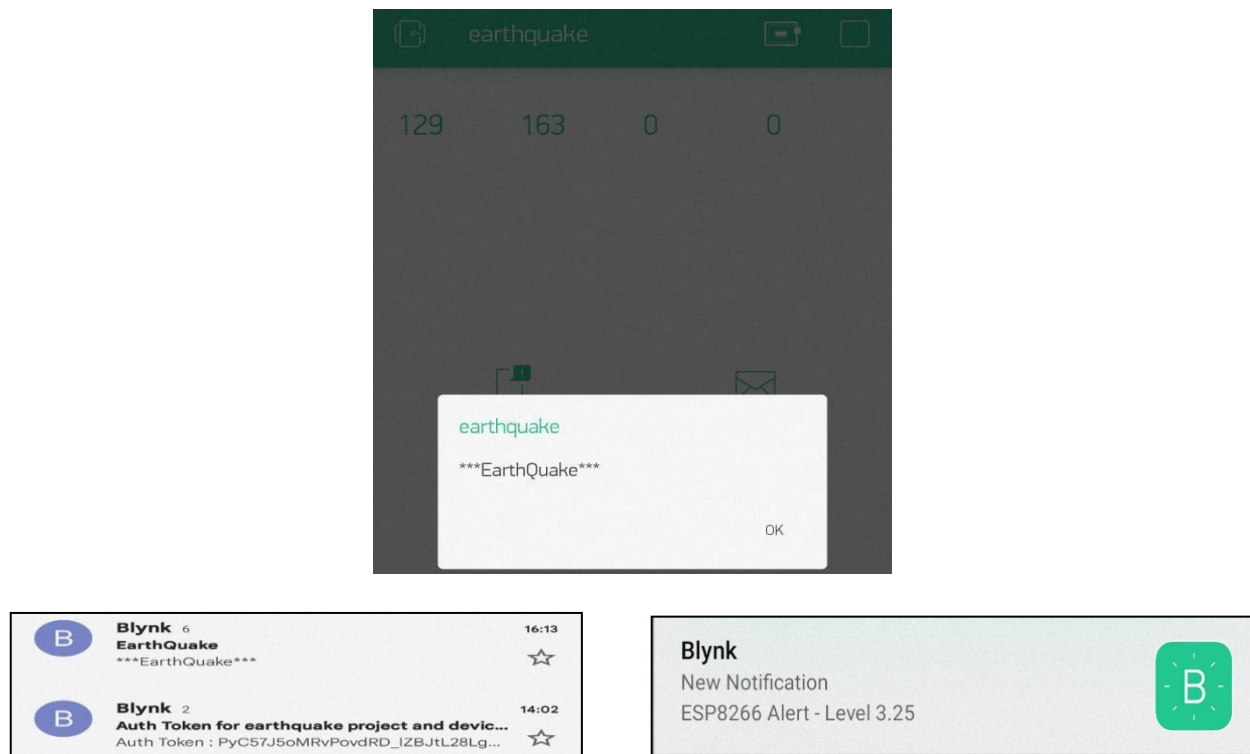 earthquake
129 163 0 0
earthquake
***EarthQuake***
OK
B Blynk 6 16:13
EarthQuake
***EarthQuake***
B Blynk 2 14:02
Auth Token for earthquake project and devic...
Auth Token : PyC57J5oMRvPovdRD_lZBJtL28Lg...
Blynk
New Notification
ESP8266 Alert - Level 3.25
B